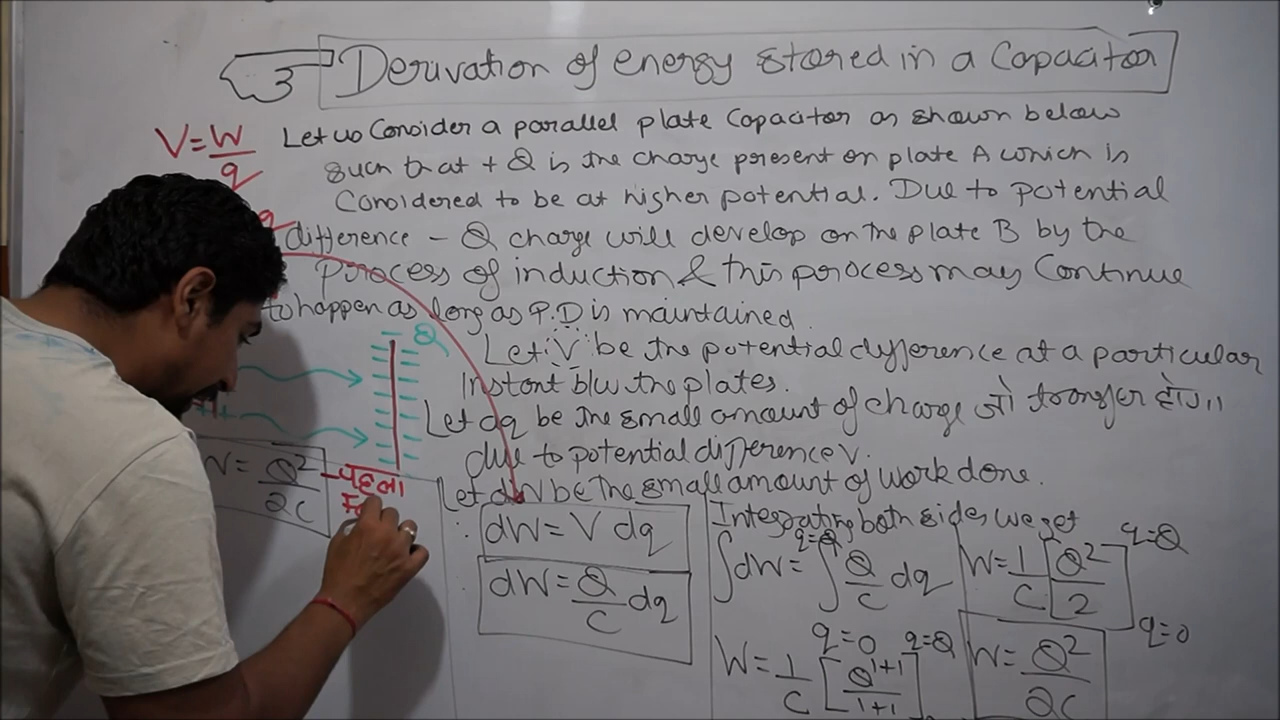 3 Derivation of energy stored in a Capacitor
V = W/q
Let us Consider a parallel plate Capacitor as shown below
such that + Q is the charge present on plate A which is
Considered to be at higher potential. Due to potential
difference - Q charge will develop on the plate B by the
process of induction & this process may Continue
to happen as long as P.D is maintained.
Q
Let 'V' be the potential difference at a particular
Instant b/w the plates.
Let dq be the small amount of charge जो transfer होगा
due to potential difference V.
Let dW be the small amount of work done.
W = Q²/2C - पहला
dW = V dq
dW = Q/C dq
Integrating both sides, we get
∫dW = ∫ Q/C dq
q=Q
q=0
W = 1/C [Q¹⁺¹/1+1]
q=Q
W = 1/C [Q²/2]
q=Q
q=0
W = Q²/2C